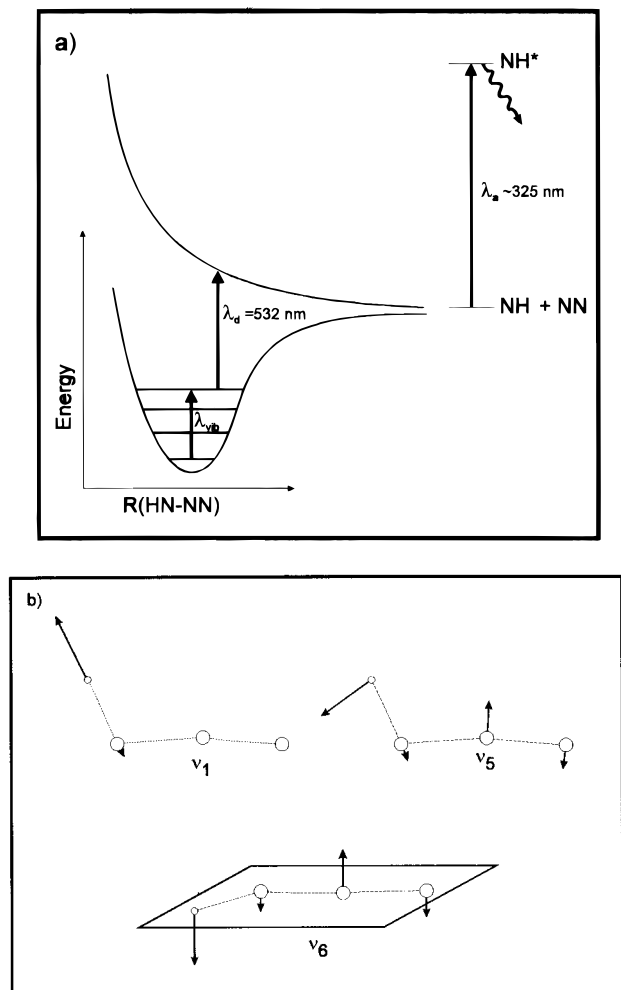 a)
NH*
λa ~325 nm
NH + NN
λd =532 nm
λvib
Energy
R(HN-NN)
b)
ν1
ν5
ν6